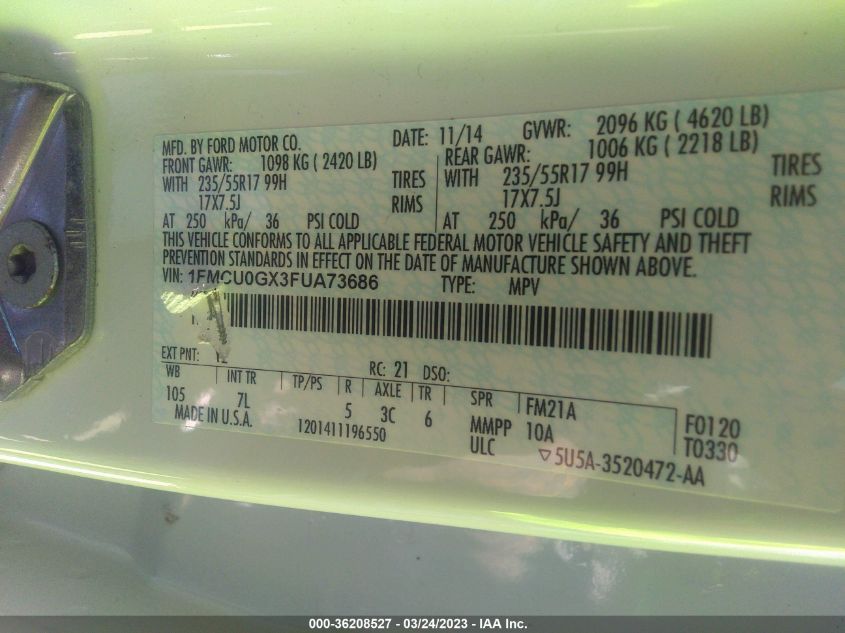 MFD. BY FORD MOTOR CO. DATE: 11/14 GVWR: 2096 KG ( 4620 LB)
FRONT GAWR: 1098 KG ( 2420 LB) REAR GAWR: 1006 KG ( 2218 LB)
WITH 235/55R17 99H TIRES WITH 235/55R17 99H TIRES
17X7.5J RIMS 17X7.5J RIMS
AT 250 kPa/ 36 PSI COLD AT 250 kPa/ 36 PSI COLD
THIS VEHICLE CONFORMS TO ALL APPLICABLE FEDERAL MOTOR VEHICLE SAFETY AND THEFT
PREVENTION STANDARDS IN EFFECT ON THE DATE OF MANUFACTURE SHOWN ABOVE.
VIN: 1FMCU0GX3FUA73686 TYPE: MPV
EXT PNT: RC: 21 DSO:
WB INT TR TP/PS R AXLE TR SPR FM21A F0120
105 7L 5 3C 6 MMPP 10A T0330
MADE IN U.S.A. 1201411196550 ULC ▽5U5A-3520472-AA
000-36208527 - 03/24/2023 - IAA Inc.